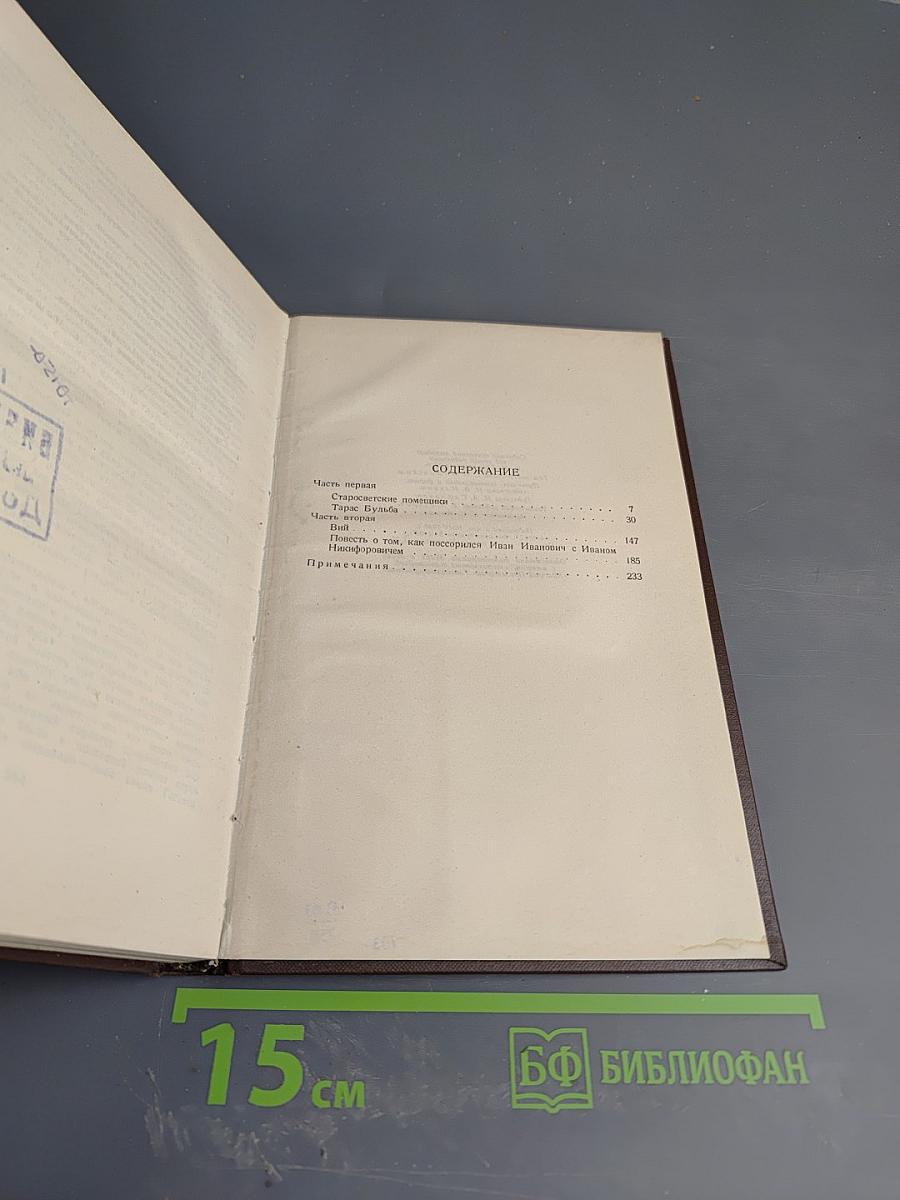 СОДЕРЖАНИЕ
Часть первая
Старосветские помещики . . . . . . . . . . . . . . 7
Тарас Бульба . . . . . . . . . . . . . . . . . . 30
Часть вторая
Вий . . . . . . . . . . . . . . . . . . . . . . 147
Повесть о том, как поссорился Иван Иванович с Иваном
Никифоровичем . . . . . . . . . . . . . . . . . 185
Примечания . . . . . . . . . . . . . . . . . . . 233
15 см
БФ БИБЛИОФАН